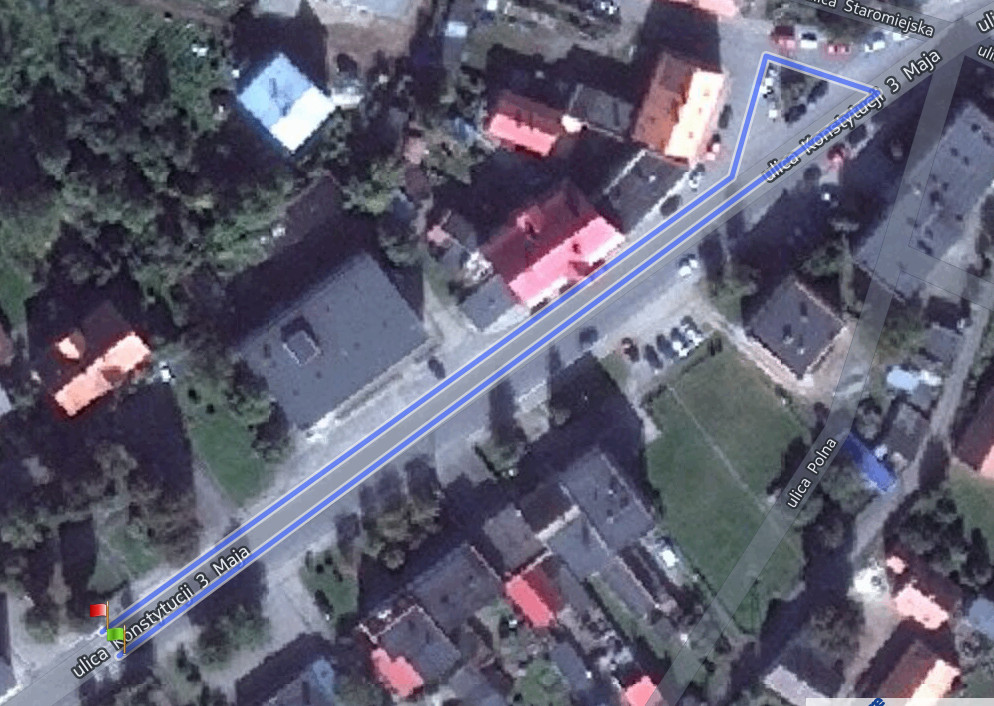 ulica Staromiejska
ulica Konstytucji 3 Maja
ulica Polna
ulica Konstytucji 3 Maja